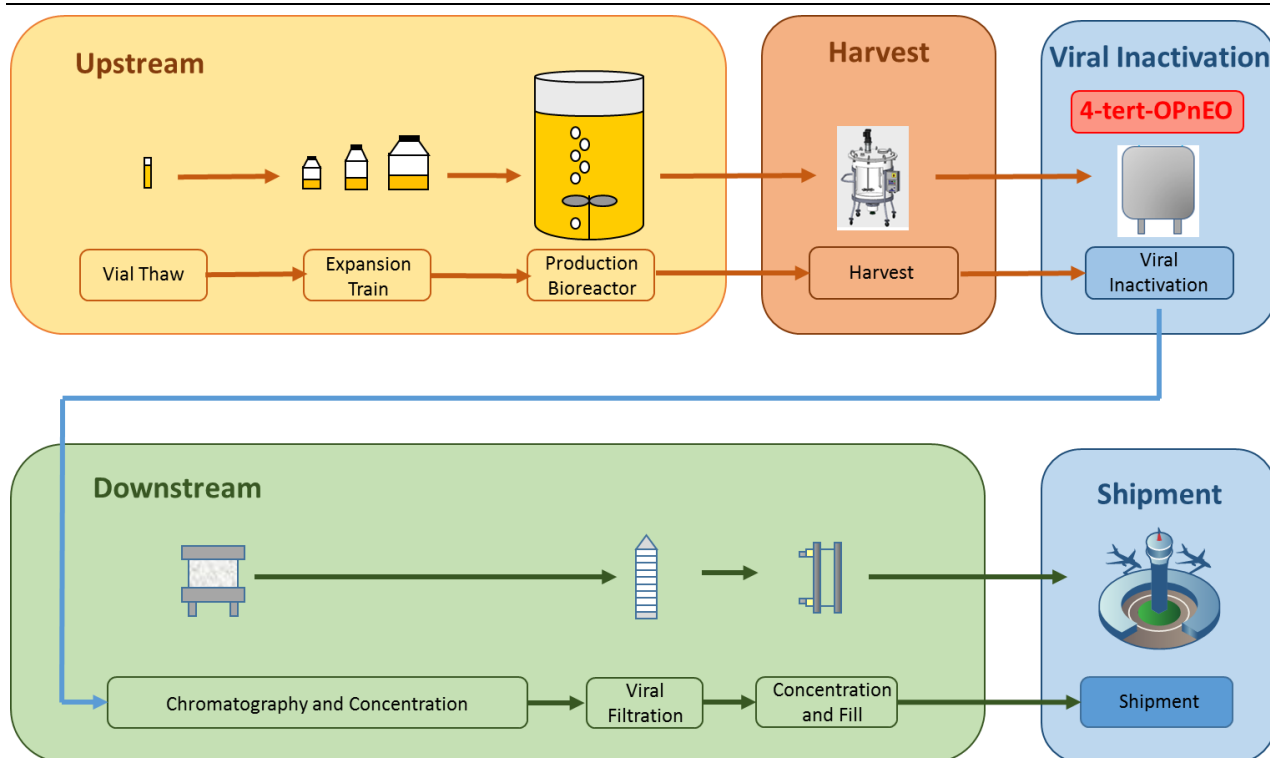 Upstream
Harvest
Viral Inactivation
4-tert-OPnEO
Vial Thaw
Expansion
Train
Production
Bioreactor
Harvest
Viral
Inactivation
Downstream
Shipment
Chromatography and Concentration
Viral
Filtration
Concentration
and Fill
Shipment